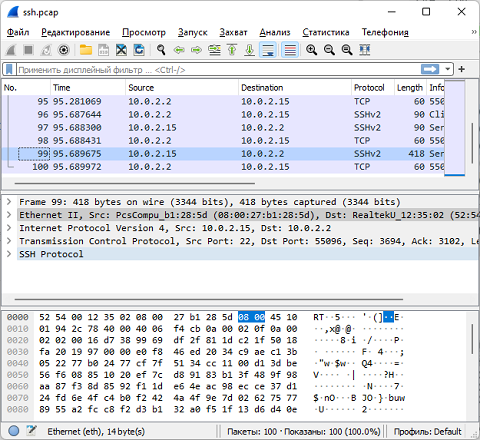 ssh.pcap
Файл Редактирование Просмотр Запуск Захват Анализ Статистика Телефония
Применить дисплейный фильтр ... <Ctrl-/>
No. Time Source Destination Protocol Length Info
95 95.281069 10.0.2.2 10.0.2.15 TCP 60 550
96 95.687644 10.0.2.2 10.0.2.15 SSHv2 90 Cli
97 95.688300 10.0.2.15 10.0.2.2 SSHv2 90 Ser
98 95.688431 10.0.2.2 10.0.2.15 TCP 60 550
99 95.689675 10.0.2.15 10.0.2.2 SSHv2 418 Ser
100 95.689972 10.0.2.2 10.0.2.15 TCP 60 550
Frame 99: 418 bytes on wire (3344 bits), 418 bytes captured (3344 bits)
Ethernet II, Src: PcsCompu_b1:28:5d (08:00:27:b1:28:5d), Dst: RealtekU_12:35:02 (52:54
Internet Protocol Version 4, Src: 10.0.2.15, Dst: 10.0.2.2
Transmission Control Protocol, Src Port: 22, Dst Port: 55096, Seq: 3694, Ack: 3102, Le
SSH Protocol
0000 52 54 00 12 35 02 08 00 27 b1 28 5d 08 00 45 10 RT··5···'·(]··E·
0010 01 94 2c 78 40 00 40 06 f4 cb 0a 00 02 0f 0a 00 ··,x@·@·········
0020 02 02 00 16 d7 38 99 69 df 2f 81 1d c2 1f 50 18 ·····8·i·/····P·
0030 fa 20 19 97 00 00 e0 f8 46 ed 20 34 c9 ae c1 38
0040 05 22 77 b0 24 77 cf 7f 51 34 cc 11 00 d1 3d be ·"w·$w··Q4····=·
0050 56 f6 08 85 10 20 ef 7c d8 91 83 b1 3f 48 9f 98 V···· ·|····?H··
0060 aa 87 f3 8d 85 92 f1 1d e6 4e ac 98 ec ce 37 d1 ·········N····7·
0070 24 fd 6e 4f c4 b0 f2 42 4a 4f 9e 7d 02 62 75 77 $·nO···BJO·}·buw
0080 89 55 a2 fc c8 f2 d3 b1 32 a0 f5 1f 13 d6 d4 0e ·U······2·······
Ethernet (eth), 14 byte(s) Пакеты: 100 · Показаны: 100 (100.0%) Профиль: Default